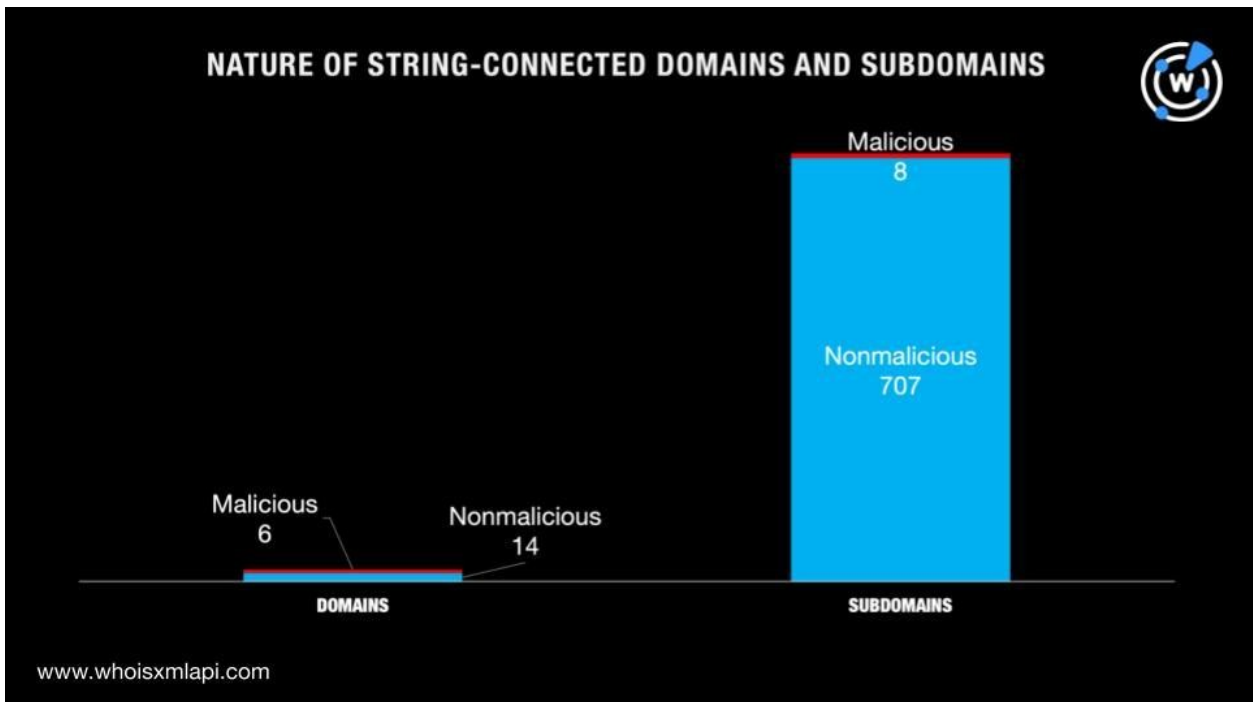 NATURE OF STRING-CONNECTED DOMAINS AND SUBDOMAINS
W
Malicious
8
Nonmalicious
707
Malicious
6
Nonmalicious
14
DOMAINS
SUBDOMAINS
www.whoisxmlapi.com